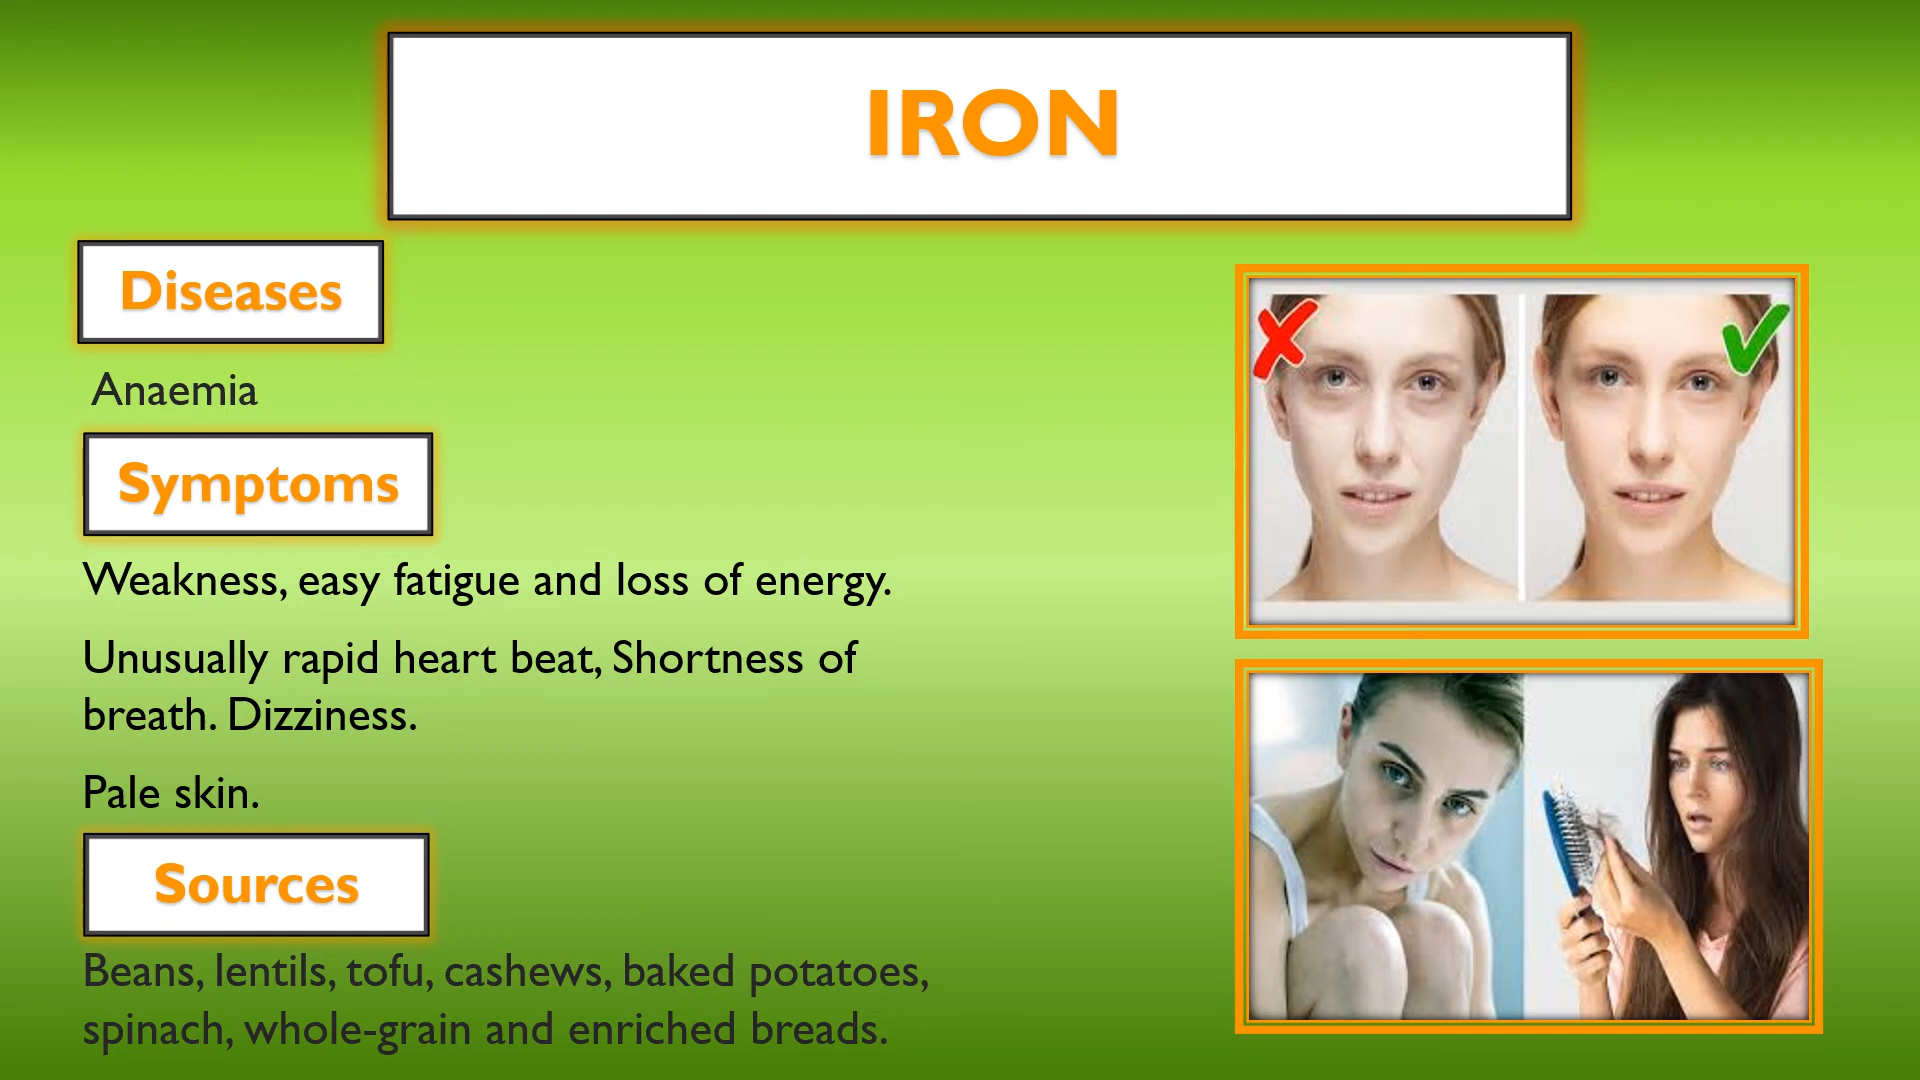 IRON
Diseases
Anaemia
Symptoms
Weakness, easy fatigue and loss of energy.
Unusually rapid heart beat, Shortness of
breath. Dizziness.
Pale skin.
Sources
Beans, lentils, tofu, cashews, baked potatoes,
spinach, whole-grain and enriched breads.